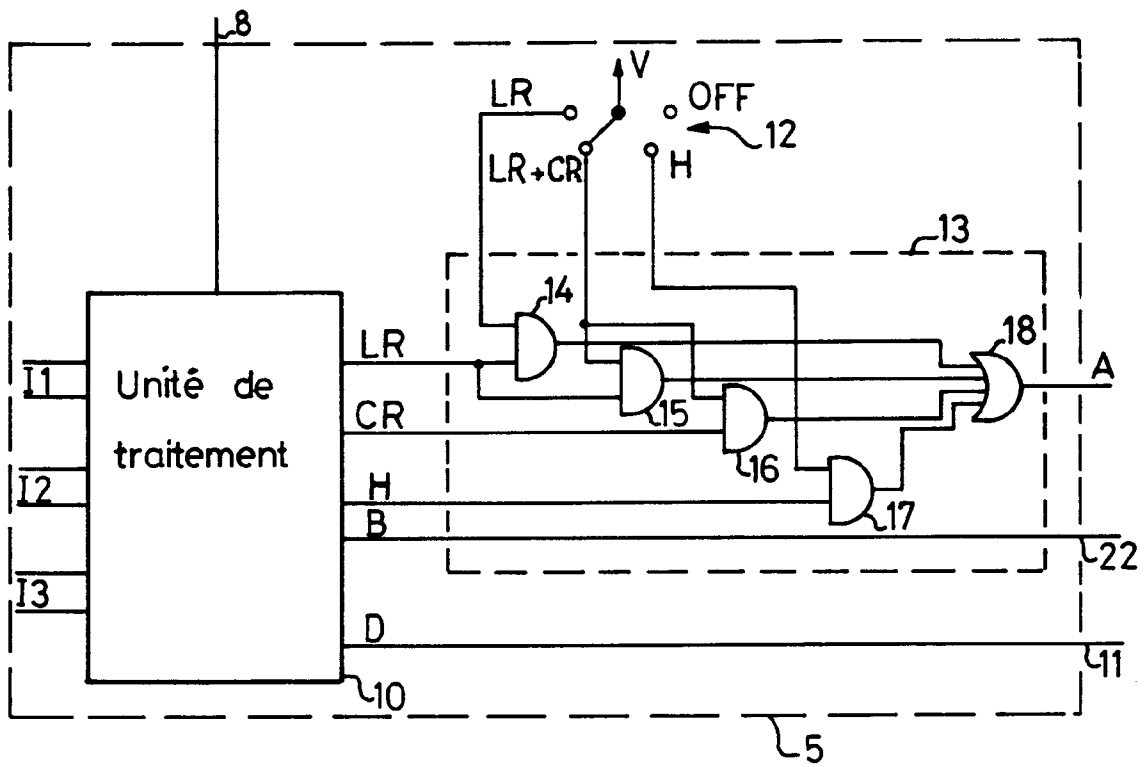 8
V
LR
OFF
12
LR+CR
H
13
14
18
LR
A
I1
Unité de
15
CR
traitement
16
I2
H
17
B
22
I3
D
11
10
5